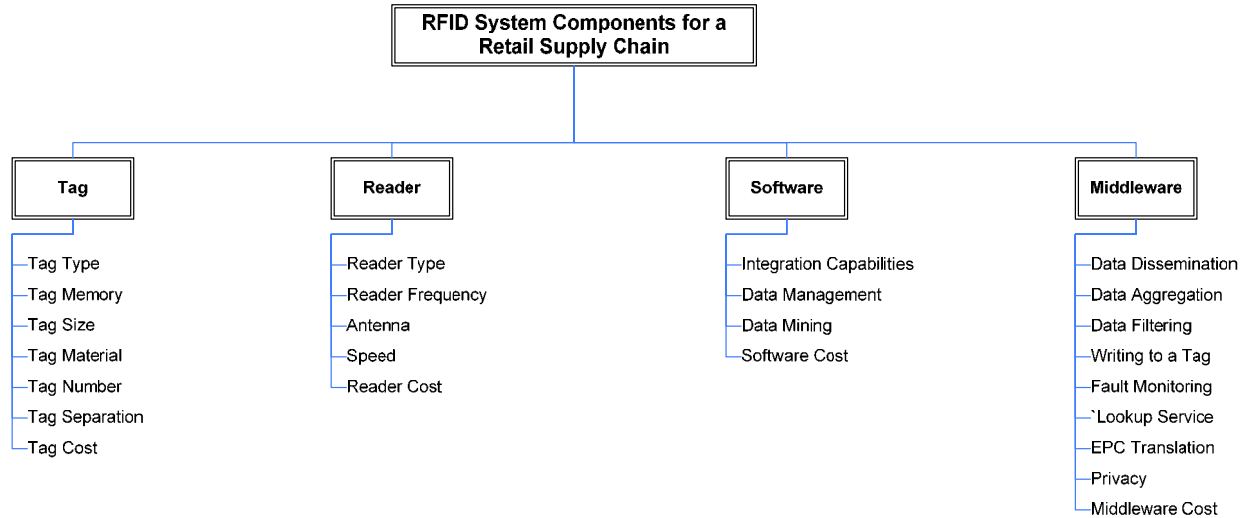 RFID System Components for a
Retail Supply Chain
Tag
Tag Type
Tag Memory
Tag Size
Tag Material
Tag Number
Tag Separation
Tag Cost
Reader
Reader Type
Reader Frequency
Antenna
Speed
Reader Cost
Software
Integration Capabilities
Data Management
Data Mining
Software Cost
Middleware
Data Dissemination
Data Aggregation
Data Filtering
Writing to a Tag
Fault Monitoring
`Lookup Service
EPC Translation
Privacy
Middleware Cost